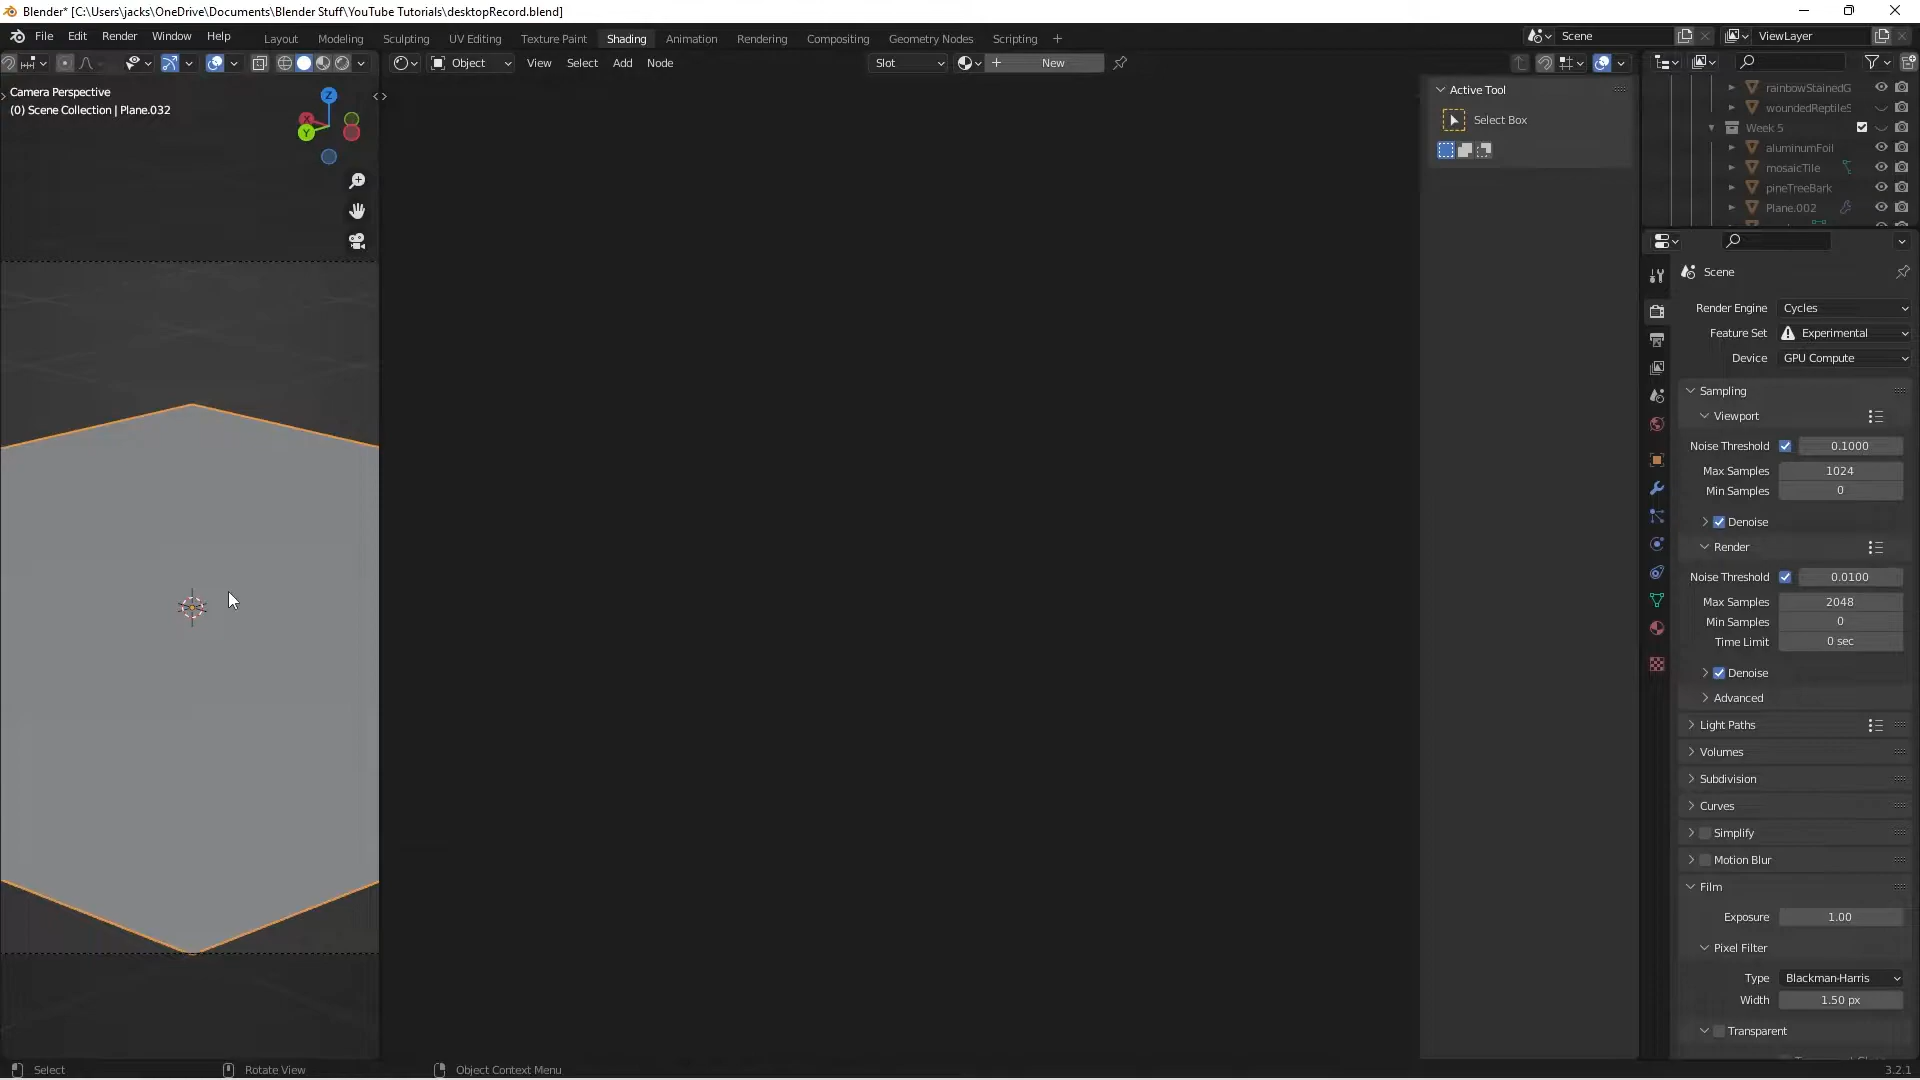 Blender* [C:\Users\jacks\OneDrive\Documents\Blender Stuff\YouTube Tutorials\desktopRecord.blend]
File Edit Render Window Help Layout Modeling Sculpting UV Editing Texture Paint Shading Animation Rendering Compositing Geometry Nodes Scripting + Scene ViewLayer
Object View Select Add Node Slot New
Camera Perspective
(0) Scene Collection | Plane.032
Z
X
Y
Active Tool
Select Box
rainbowStainedG
woundedReptileS
Week 5
aluminumFoil
mosaicTile
pineTreeBark
Plane.002
Scene
Render Engine Cycles
Feature Set Experimental
Device GPU Compute
Sampling
Viewport
Noise Threshold 0.1000
Max Samples 1024
Min Samples 0
Denoise
Render
Noise Threshold 0.0100
Max Samples 2048
Min Samples 0
Time Limit 0 sec
Denoise
Advanced
Light Paths
Volumes
Subdivision
Curves
Simplify
Motion Blur
Film
Exposure 1.00
Pixel Filter
Type Blackman-Harris
Width 1.50 px
Transparent
Select Rotate View Object Context Menu 3.2.1